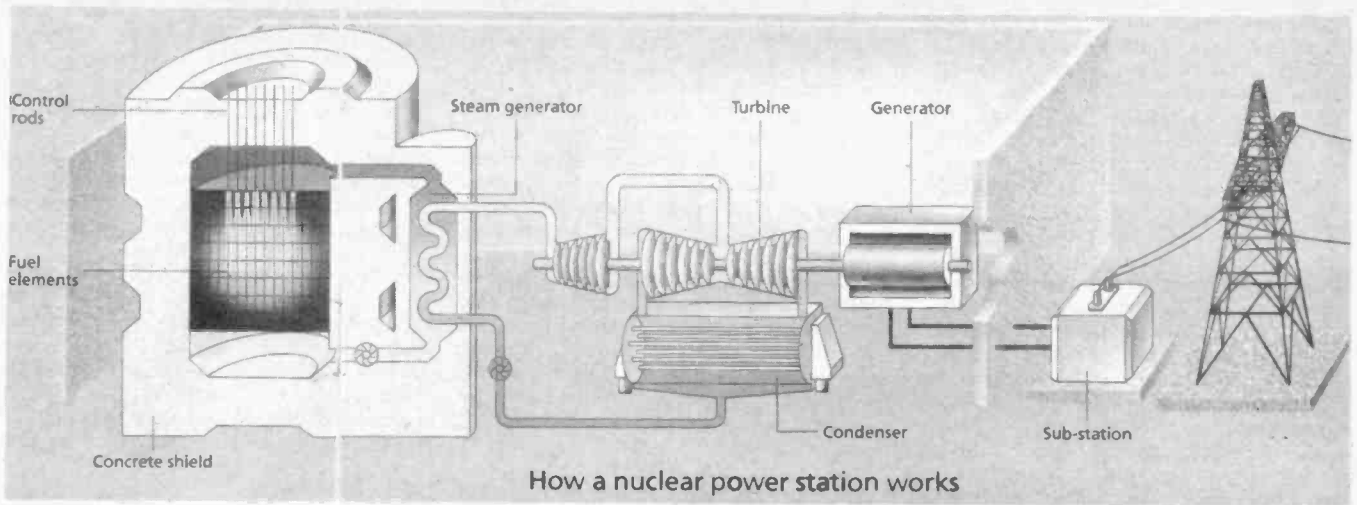 Control
rods
Steam generator
Turbine
Generator
Fuel
elements
Condenser
Sub-station
Concrete shield
How a nuclear power station works